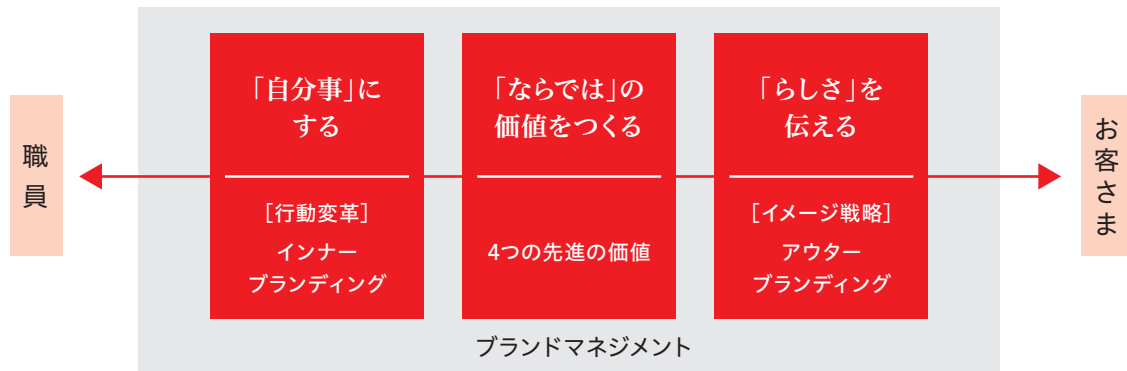 職員
「自分事」に
する
[行動変革]
インナー
ブランディング
「ならでは」の
価値をつくる
4つの先進の価値
「らしさ」を
伝える
[イメージ戦略]
アウター
ブランディング
お客さま
ブランドマネジメント